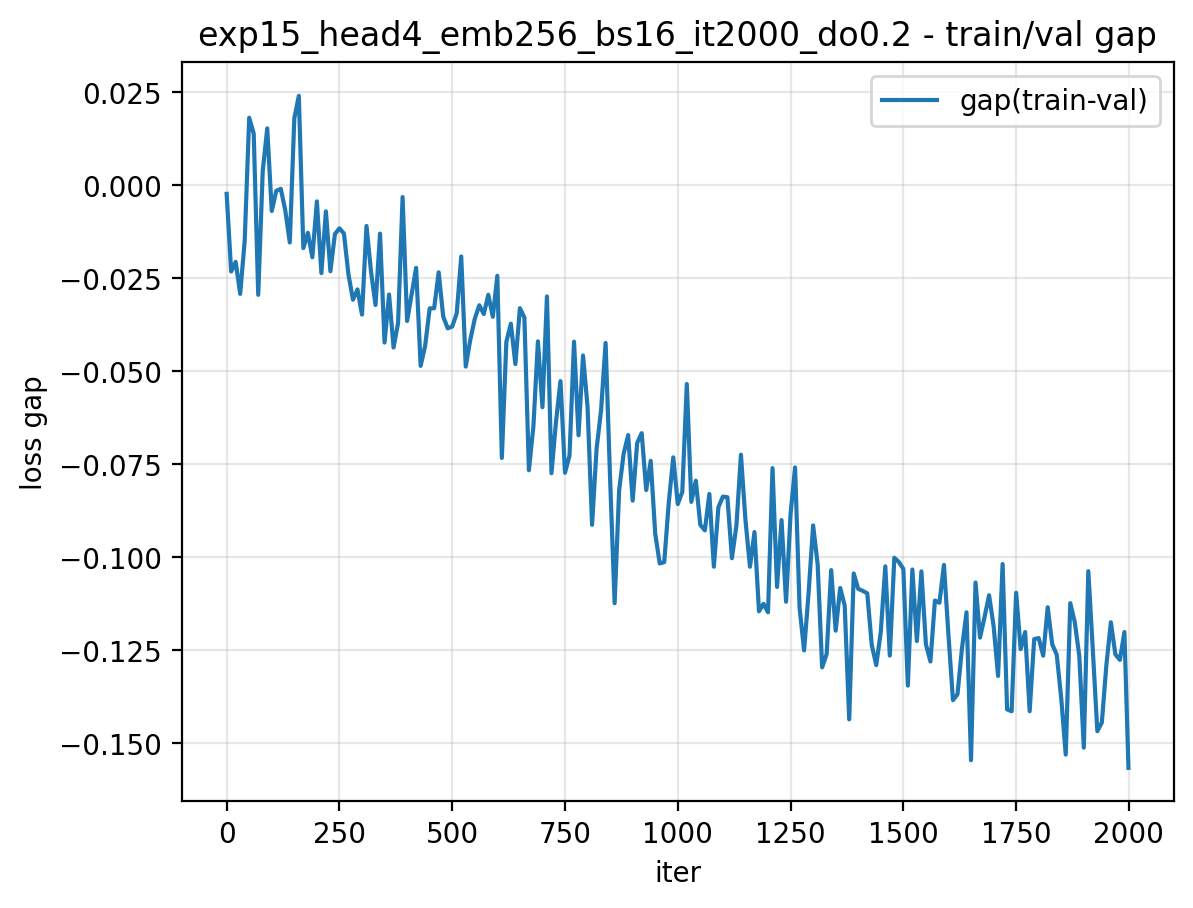 exp15_head4_emb256_bs16_it2000_do0.2 - train/val gap
gap(train-val)
0.025
0.000
−0.025
−0.050
−0.075
−0.100
−0.125
−0.150
loss gap
0 250 500 750 1000 1250 1500 1750 2000
iter